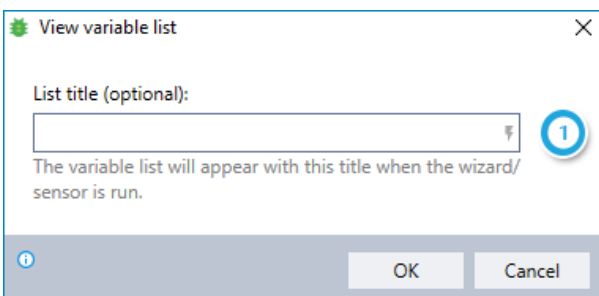 View variable list
List title (optional):
1
The variable list will appear with this title when the wizard/
sensor is run.
OK Cancel